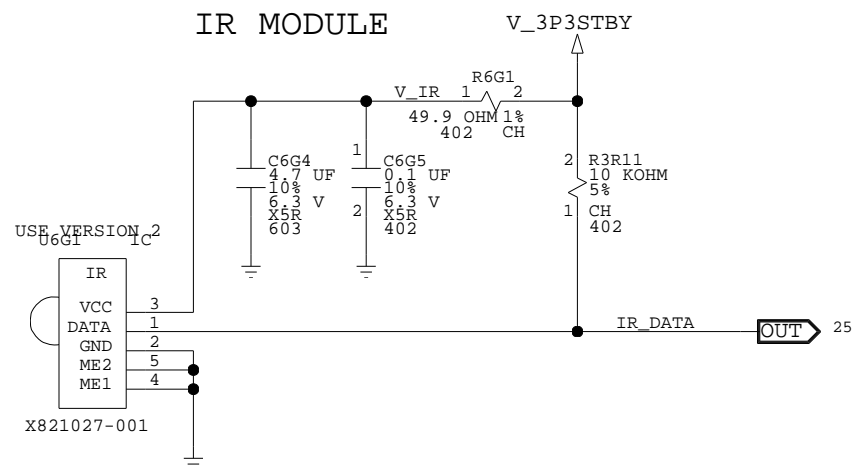 IR MODULE
V_3P3STBY
R6G1
V_IR 1 2
49.9 OHM 1%
402 CH
1
C6G4
4.7 UF
10%
6.3 V
X5R
603
C6G5
0.1 UF
10%
6.3 V
2 X5R
402
2 R3R11
10 KOHM
5%
1 CH
402
USE VERSION 2
U6G1 IC
IR
VCC 3
DATA 1
GND 2
ME2 5
ME1 4
X821027-001
IR_DATA
OUT 25